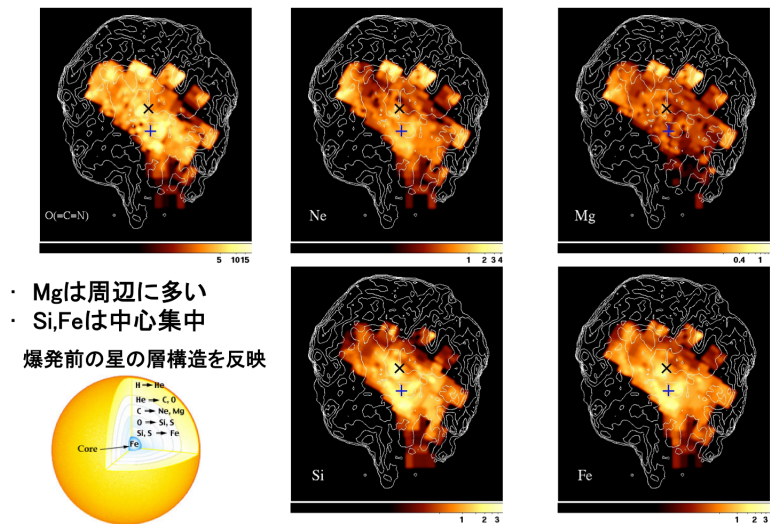 O(=C=N)
5 10 15
Ne
1 2 3 4
Mg
0.4 1
・ Mgは周辺に多い
・ Si,Feは中心集中
爆発前の星の層構造を反映
H → He
He → C, O
C → Ne, Mg
O → Si, S
Si, S → Fe
Fe
Core
Si
1 2 3
Fe
1 2 3